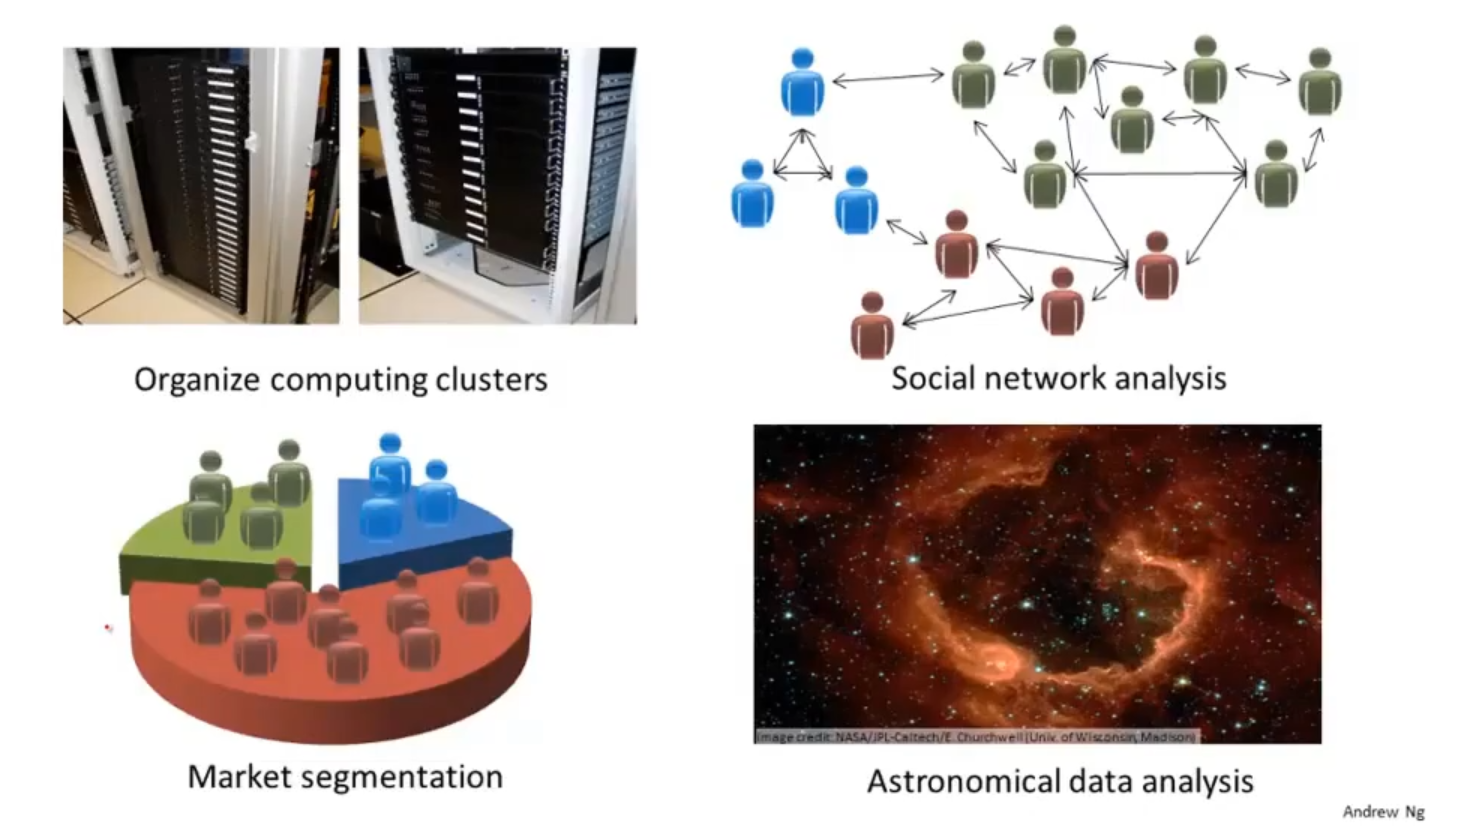 Organize computing clusters
Social network analysis
Market segmentation
Image credit: NASA/JPL-Caltech/E. Churchwell (Univ. of Wisconsin, Madison)
Astronomical data analysis
Andrew Ng